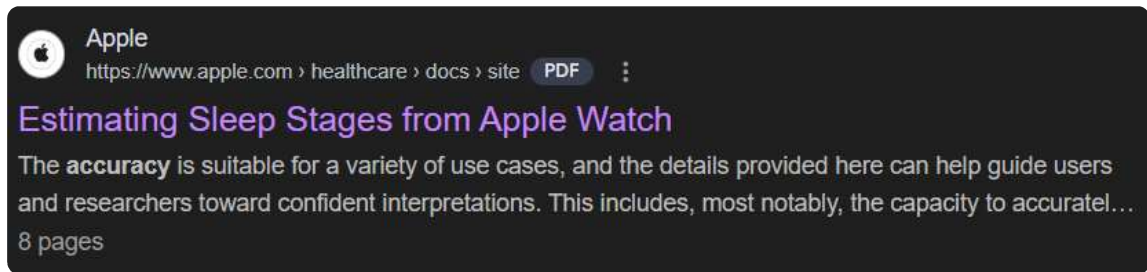 Apple
https://www.apple.com › healthcare › docs › site PDF
Estimating Sleep Stages from Apple Watch
The accuracy is suitable for a variety of use cases, and the details provided here can help guide users
and researchers toward confident interpretations. This includes, most notably, the capacity to accuratel...
8 pages